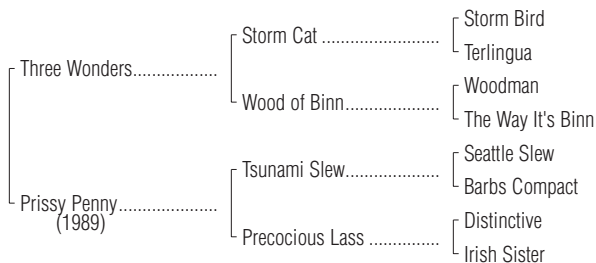 Storm Bird
Storm Cat ........................
Terlingua
Three Wonders.................
Woodman
Wood of Binn...................
The Way It's Binn
Seattle Slew
Tsunami Slew...................
Barbs Compact
Prissy Penny....................
(1989)
Distinctive
Precocious Lass ..............
Irish Sister